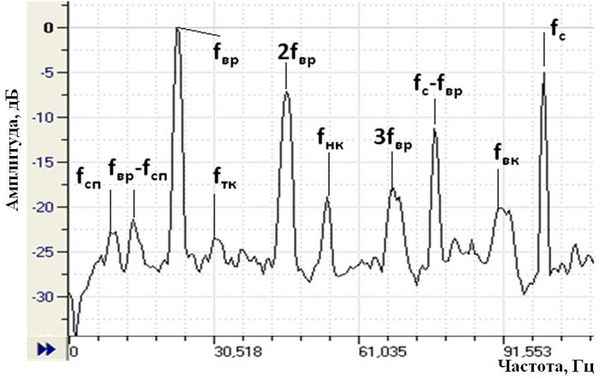 Амплитуда, дБ
0
-5
-10
-15
-20
-25
-30
fсп
fвр-fсп
fвр
fтк
2fвр
fнк
3fвр
fс-fвр
fвк
fс
0
30,518
61,035
91,553
Частота, Гц